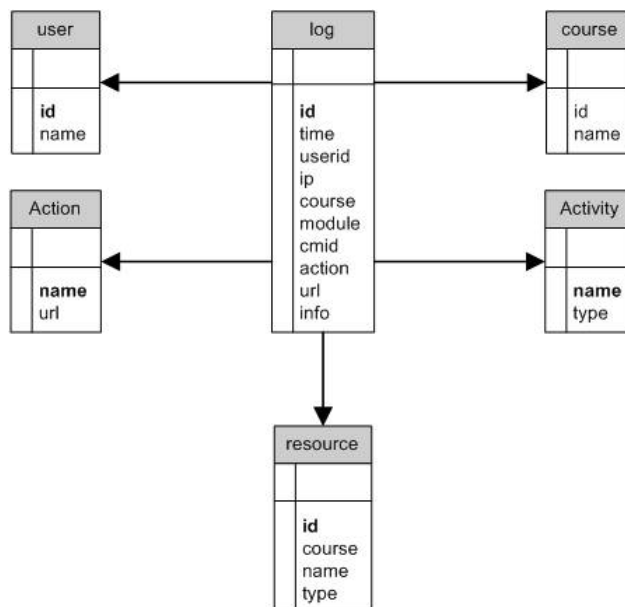 user
id
name
log
id
time
userid
ip
course
module
cmid
action
url
info
course
id
name
Action
name
url
Activity
name
type
resource
id
course
name
type